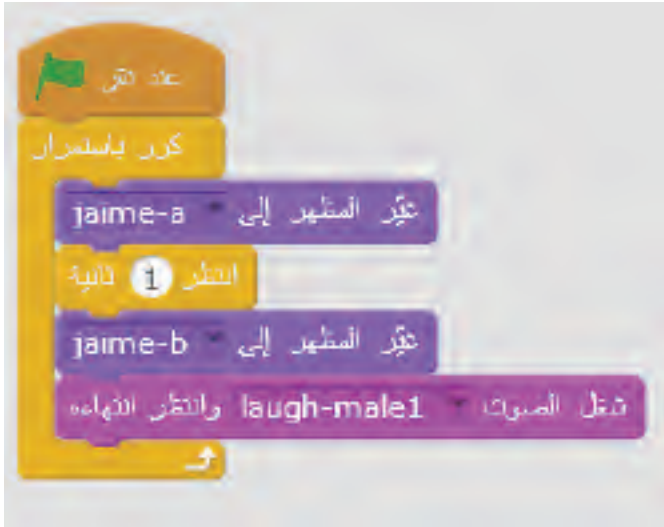 عند نقر
كرر باستمرار
غيّر المظهر إلى jaime-a
انتظر 1 ثانية
غيّر المظهر إلى jaime-b
شغل الصوت laugh-male1 وانتظر انتهاءه